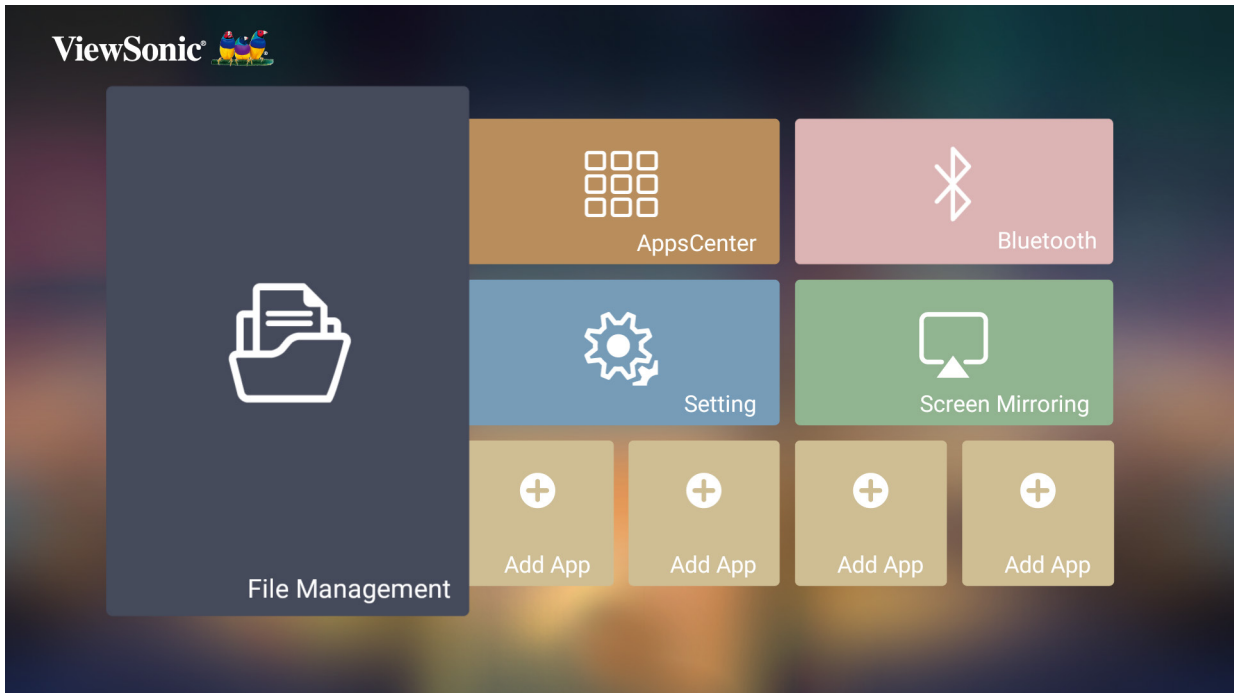 ViewSonic®
AppsCenter
Bluetooth
Setting
Screen Mirroring
File Management
Add App
Add App
Add App
Add App